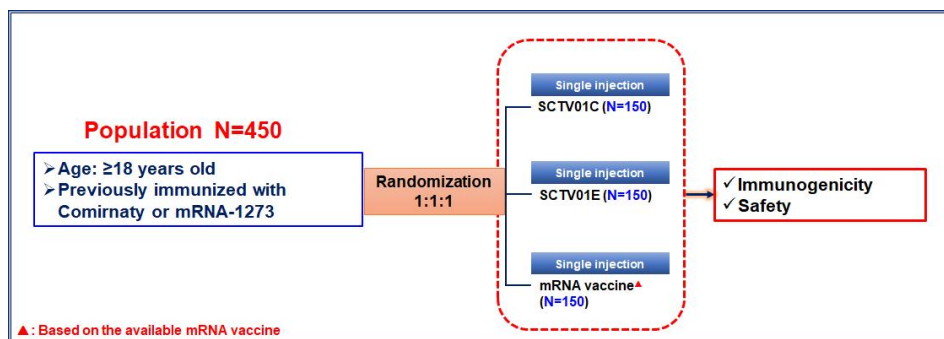 Population N=450
➢Age: ≥18 years old
➢Previously immunized with
Comirnaty or mRNA-1273
Randomization
1:1:1
Single injection
SCTV01C (N=150)
Single injection
SCTV01E (N=150)
Single injection
mRNA vaccine▲
(N=150)
✓Immunogenicity
✓Safety
▲: Based on the available mRNA vaccine